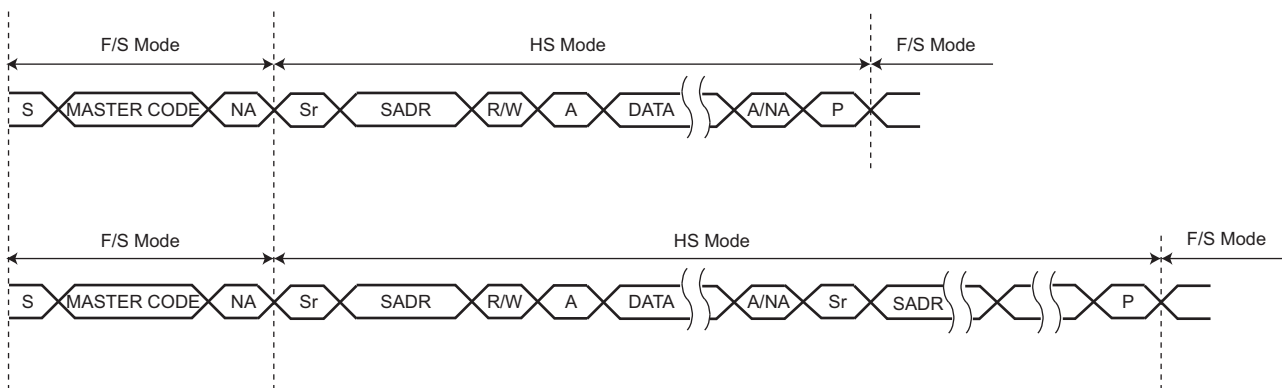 F/S Mode HS Mode F/S Mode
S MASTER CODE NA Sr SADR R/W A DATA A/NA P
F/S Mode HS Mode F/S Mode
S MASTER CODE NA Sr SADR R/W A DATA A/NA Sr SADR P